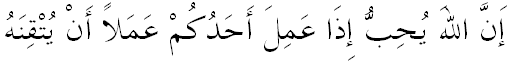 إَنَّ اللهَ يُحِبُّ إِذَا عَمِلَ أَحَدُكُمْ عَمَلاً أَنْ يُتْقِنَهُ